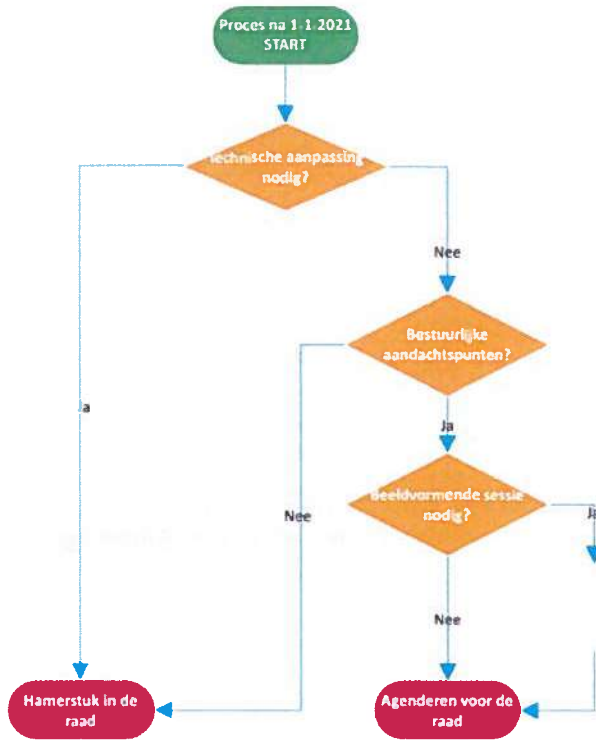 Proces na 1-1-2021
START
Technische aanpassing
nodig?
Nee
Bestuurlijke
aandachtspunten?
Ja
Ja
Beeldvormende sessie
nodig?
Nee
Ja
Nee
Hamerstuk in de
raad
Agenderen voor de
raad